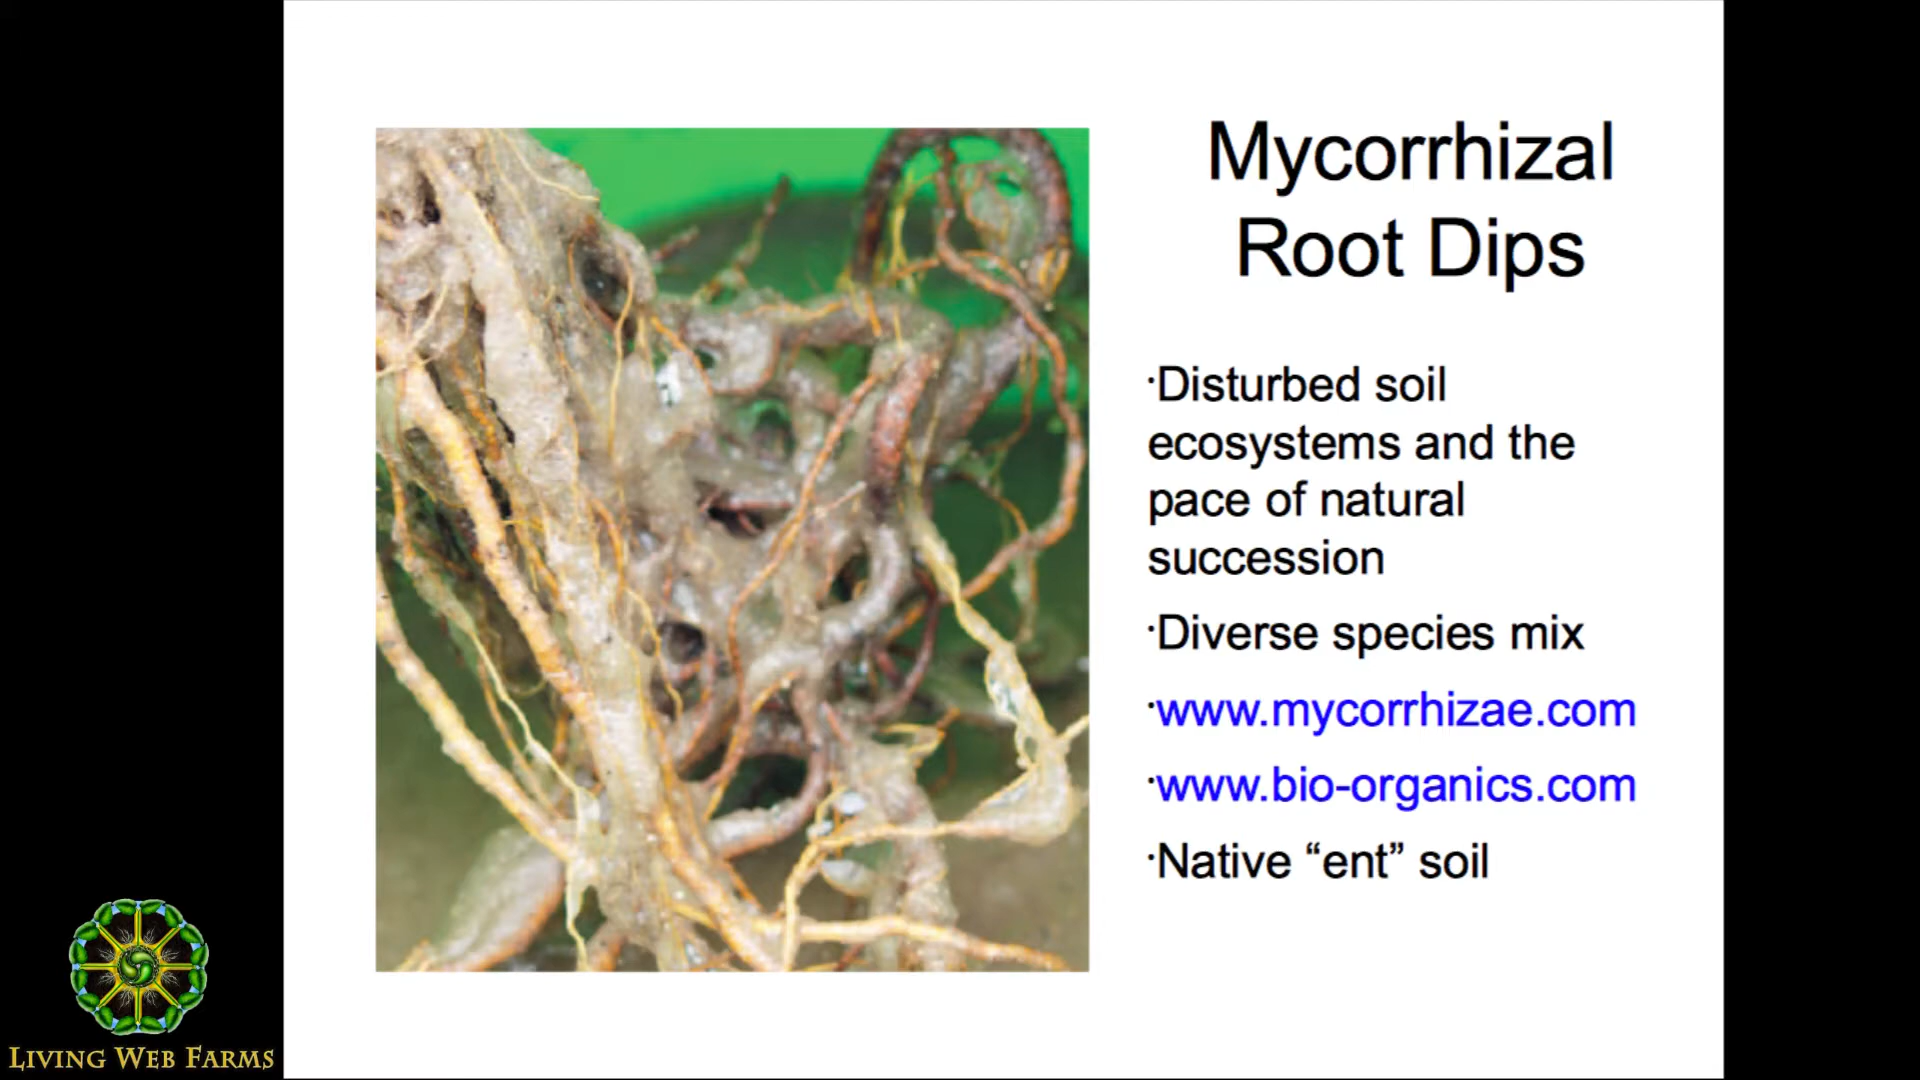 Mycorrhizal
Root Dips
·Disturbed soil
ecosystems and the
pace of natural
succession
·Diverse species mix
·www.mycorrhizae.com
·www.bio-organics.com
·Native “ent” soil
LIVING WEB FARMS